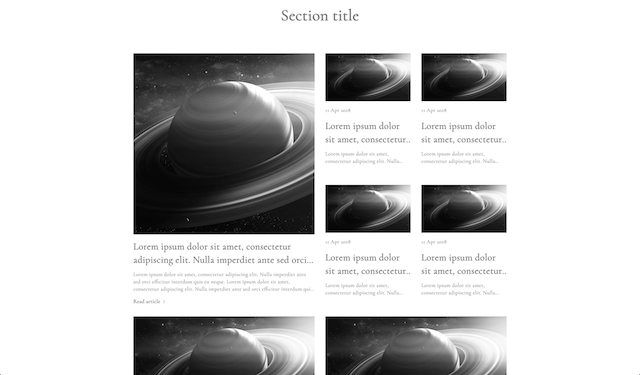 Section title
Lorem ipsum dolor sit amet, consectetur
adipiscing elit. Nulla imperdiet ante sed orci...
Lorem ipsum dolor sit amet, consectetur adipiscing elit. Nulla imperdiet ante
sed orci efficitur interdum quis eu neque. Lorem ipsum dolor sit amet,
consectetur adipiscing elit. Nulla imperdiet ante sed orci efficitur interdum que...
Read article
11 Apr 2018
Lorem ipsum dolor
sit amet, consectetur..
Lorem ipsum dolor sit amet,
consectetur adipiscing elit. Nulla...
11 Apr 2018
Lorem ipsum dolor
sit amet, consectetur..
Lorem ipsum dolor sit amet,
consectetur adipiscing elit. Nulla...
11 Apr 2018
Lorem ipsum dolor
sit amet, consectetur..
Lorem ipsum dolor sit amet,
consectetur adipiscing elit. Nulla...
11 Apr 2018
Lorem ipsum dolor
sit amet, consectetur..
Lorem ipsum dolor sit amet,
consectetur adipiscing elit. Nulla...